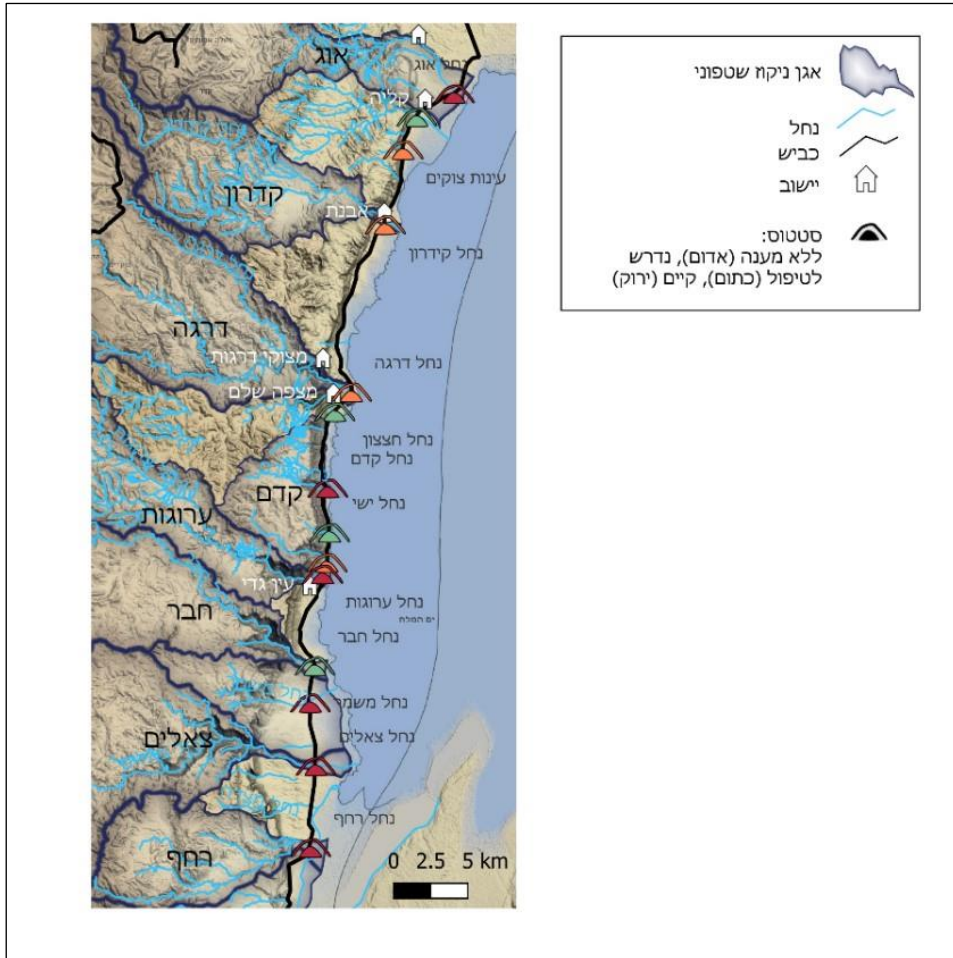 אוג
נחל אוג
קליה
עינות צוקים
קדרון
אבנת
נחל קידרון
דרגה
נחל דרגה
מצוקי דרגות
מצפה שלם
נחל חצצון
נחל קדם
קדם
נחל ישי
ערוגות
עין גדי
נחל ערוגות
ים המלח
חבר
נחל חבר
נחל משמר
צאלים
נחל צאלים
נחל רחף
רחף
0 2.5 5 km
אגן ניקוז שטפוני
נחל
כביש
יישוב
סטטוס:
ללא מענה (אדום), נדרש
לטיפול (כתום), קיים (ירוק)